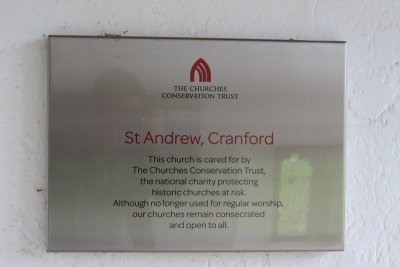 THE CHURCHES
CONSERVATION TRUST
St Andrew, Cranford
This church is cared for by
The Churches Conservation Trust,
the national charity protecting
historic churches at risk.
Although no longer used for regular worship,
our churches remain consecrated
and open to all.